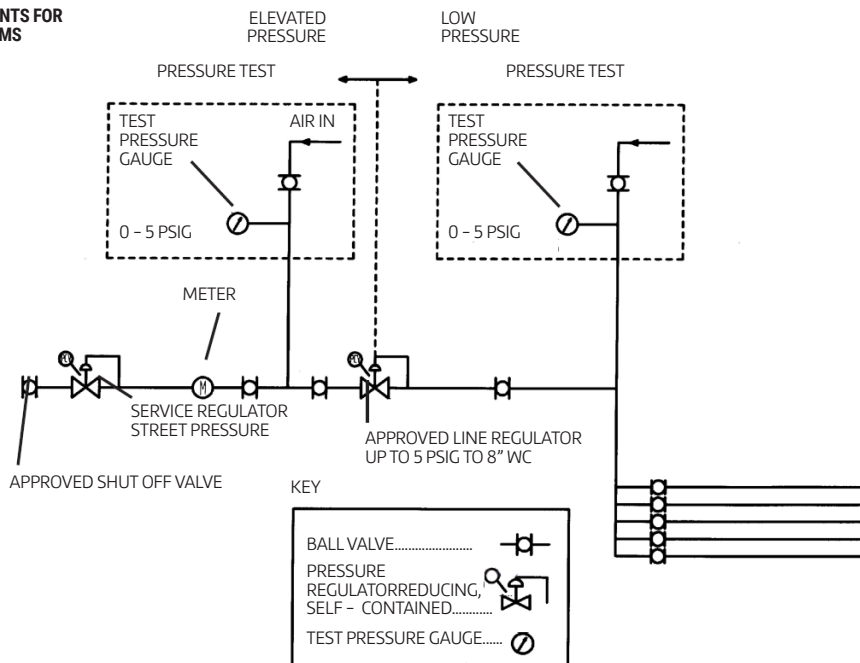 NTS FOR
MS
ELEVATED
PRESSURE
LOW
PRESSURE
PRESSURE TEST
PRESSURE TEST
TEST
PRESSURE
GAUGE
AIR IN
0 – 5 PSIG
TEST
PRESSURE
GAUGE
0 – 5 PSIG
METER
M
SERVICE REGULATOR
STREET PRESSURE
APPROVED SHUT OFF VALVE
APPROVED LINE REGULATOR
UP TO 5 PSIG TO 8" WC
KEY
BALL VALVE.......................
PRESSURE
REGULATORREDUCING,
SELF – CONTAINED............
TEST PRESSURE GAUGE......